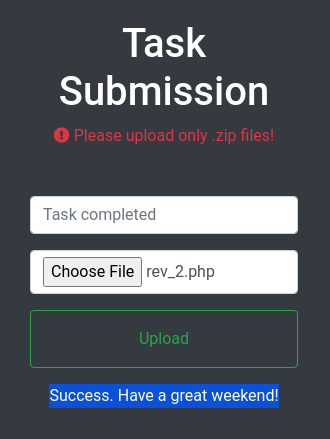 Task
Submission
Please upload only .zip files!
Task completed
Choose File rev_2.php
Upload
Success. Have a great weekend!